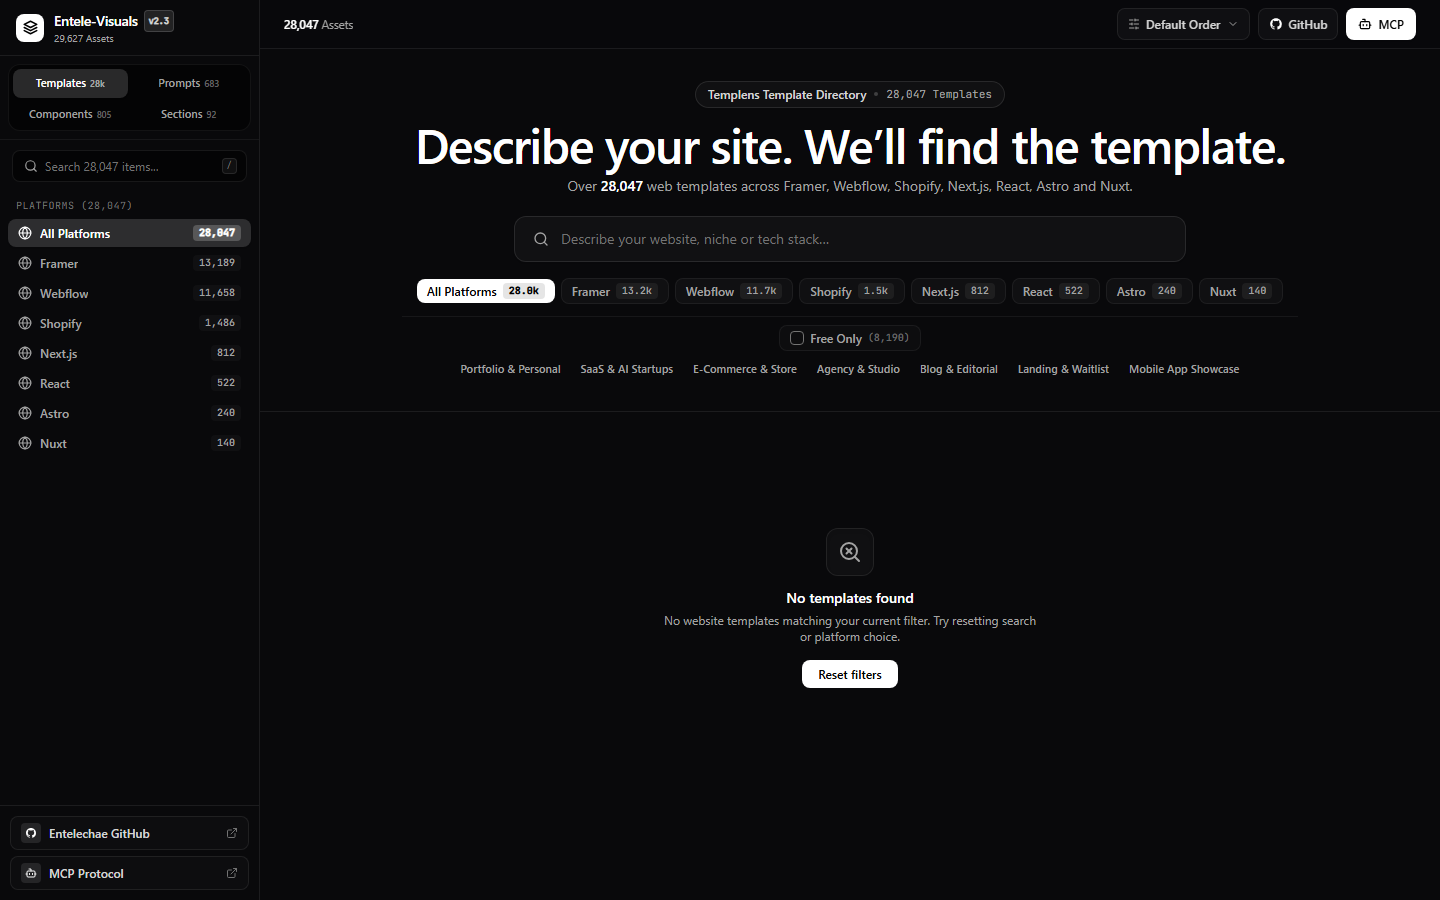 Entele-Visuals v2.3
29,627 Assets
Templates 28k
Prompts 683
Components 805
Sections 92
Search 28,047 items... /
PLATFORMS (28,047)
All Platforms 28,047
Framer 13,189
Webflow 11,658
Shopify 1,486
Next.js 812
React 522
Astro 240
Nuxt 140
Entelechae GitHub
MCP Protocol
28,047 Assets
Default Order
GitHub
MCP
Templens Template Directory • 28,047 Templates
Describe your site. We’ll find the template.
Over 28,047 web templates across Framer, Webflow, Shopify, Next.js, React, Astro and Nuxt.
Describe your website, niche or tech stack...
All Platforms 28.0k Framer 13.2k Webflow 11.7k Shopify 1.5k Next.js 812 React 522 Astro 240 Nuxt 140
Free Only (8,190)
Portfolio & Personal SaaS & AI Startups E-Commerce & Store Agency & Studio Blog & Editorial Landing & Waitlist Mobile App Showcase
No templates found
No website templates matching your current filter. Try resetting search
or platform choice.
Reset filters